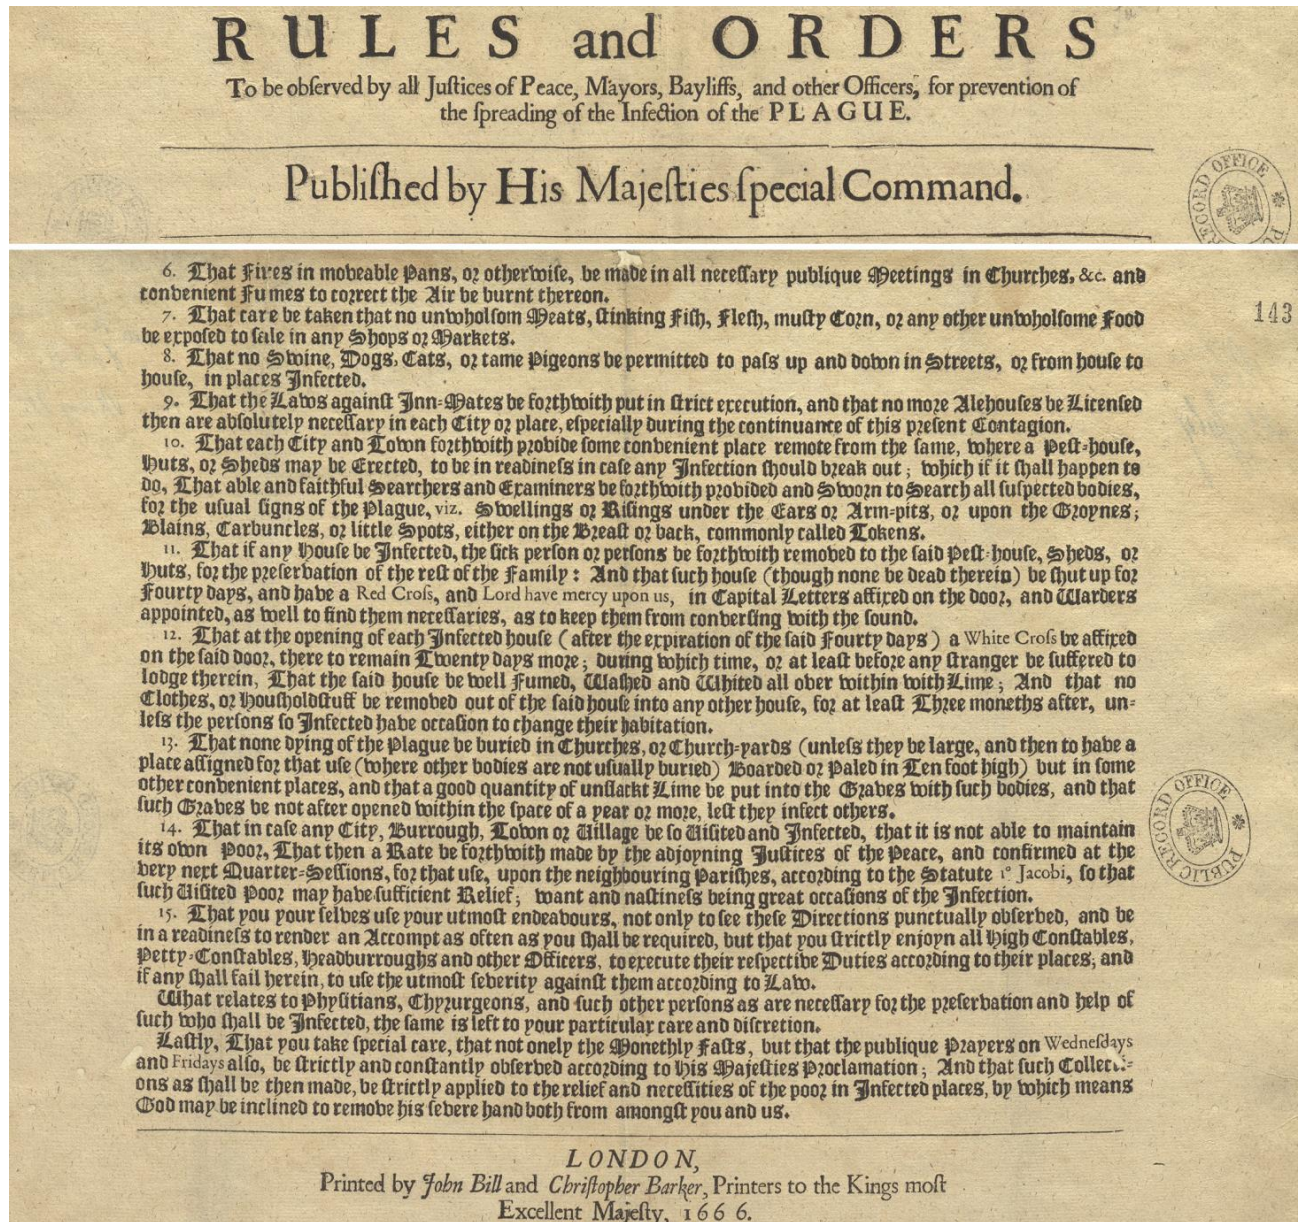 RULES and ORDERS
To be obſerved by all Juſtices of Peace, Mayors, Bayliffs, and other Officers, for prevention of
the ſpreading of the Infection of the PLAGUE.
Publiſhed by His Majeſties ſpecial Command.
RECORD OFFICE PU
6. That Fires in moveable Pans, or otherwiſe, be made in all neceſſary publique Meetings in Churches, &c. and
convenient Fumes to correct the Air be burnt thereon.
7. That care be taken that no unwholſom Meats, ſtinking Fiſh, Fleſh, muſty Corn, or any other unwholſome Food
be expoſed to ſale in any Shops or Markets.
143
8. That no Swine, Dogs, Cats, or tame Pigeons be permitted to paſs up and down in Streets, or from houſe to
houſe, in places Infected.
9. That the Laws againſt Inn-Mates be forthwith put in ſtrict execution, and that no more Alehouſes be Licenſed
then are abſolutely neceſſary in each City or place, eſpecially during the continuance of this preſent Contagion.
10. That each City and Town forthwith provide ſome convenient place remote from the ſame, where a Peſt-houſe,
Huts, or Sheds may be Erected, to be in readineſs in caſe any Infection ſhould break out; which if it ſhall happen to
do, That able and faithful Searchers and Examiners be forthwith provided and Sworn to Search all ſuſpected bodies,
for the uſual ſigns of the Plague, viz. Swellings or Riſings under the Ears or Arm-pits, or upon the Groynes;
Blains, Carbuncles, or little Spots, either on the Breaſt or back, commonly called Tokens.
11. That if any Houſe be Infected, the ſick perſon or perſons be forthwith removed to the ſaid Peſt-houſe, Sheds, or
Huts, for the preſervation of the reſt of the Family: And that ſuch houſe (though none be dead therein) be ſhut up for
Fourty days, and have a Red Croſs, and Lord have mercy upon us, in Capital Letters affixed on the door, and Warders
appointed, as well to find them neceſſaries, as to keep them from converſing with the ſound.
12. That at the opening of each Infected houſe (after the expiration of the ſaid Fourty days) a White Croſs be affixed
on the ſaid door, there to remain Twenty days more; during which time, or at leaſt before any ſtranger be ſuffered to
lodge therein, That the ſaid houſe be well Fumed, Waſhed and Whited all over within with Lime; And that no
Clothes, or Houſholdſtuff be removed out of the ſaid houſe into any other houſe, for at leaſt Three moneths after, un-
leſs the perſons ſo Infected have occaſion to change their habitation.
13. That none dying of the Plague be buried in Churches, or Church-yards (unleſs they be large, and then to have a
place aſſigned for that uſe (where other bodies are not uſually buried) Boarded or Paled in Ten foot high) but in ſome
other convenient places, and that a good quantity of unſlackt Lime be put into the Graves with ſuch bodies, and that
ſuch Graves be not after opened within the ſpace of a year or more, leſt they infect others.
14. That in caſe any City, Burrough, Town or Village be ſo Viſited and Infected, that it is not able to maintain
its own Poor, That then a Rate be forthwith made by the adjoyning Juſtices of the Peace, and confirmed at the
very next Quarter-Seſſions, for that uſe, upon the neighbouring Pariſhes, according to the Statute 1º Jacobi, ſo that
ſuch Viſited Poor may have ſufficient Relief; want and naſtineſs being great occaſions of the Infection.
PUBLIC RECORD OFFICE
15. That you your ſelves uſe your utmoſt endeavours, not only to ſee theſe Directions punctually obſerved, and be
in a readineſs to render an Accompt as often as you ſhall be required, but that you ſtrictly enjoyn all High Conſtables,
Petty-Conſtables, Headburroughs and other Officers, to execute their reſpective Duties according to their places; and
if any ſhall fail herein, to uſe the utmoſt ſeverity againſt them according to Law.
What relates to Phyſitians, Chyrurgeons, and ſuch other perſons as are neceſſary for the preſervation and help of
ſuch who ſhall be Infected, the ſame is left to your particular care and diſcretion.
Laſtly, That you take ſpecial care, that not onely the Monethly Faſts, but that the publique Prayers on Wedneſdays
and Fridays alſo, be ſtrictly and conſtantly obſerved according to His Majeſties Proclamation; And that ſuch Collecti-
ons as ſhall be then made, be ſtrictly applied to the relief and neceſſities of the poor in Infected places, by which means
God may be inclined to remove his ſevere hand both from amongſt you and us.
LONDON,
Printed by John Bill and Chriſtopher Barker, Printers to the Kings moſt
Excellent Majeſty, 1666.